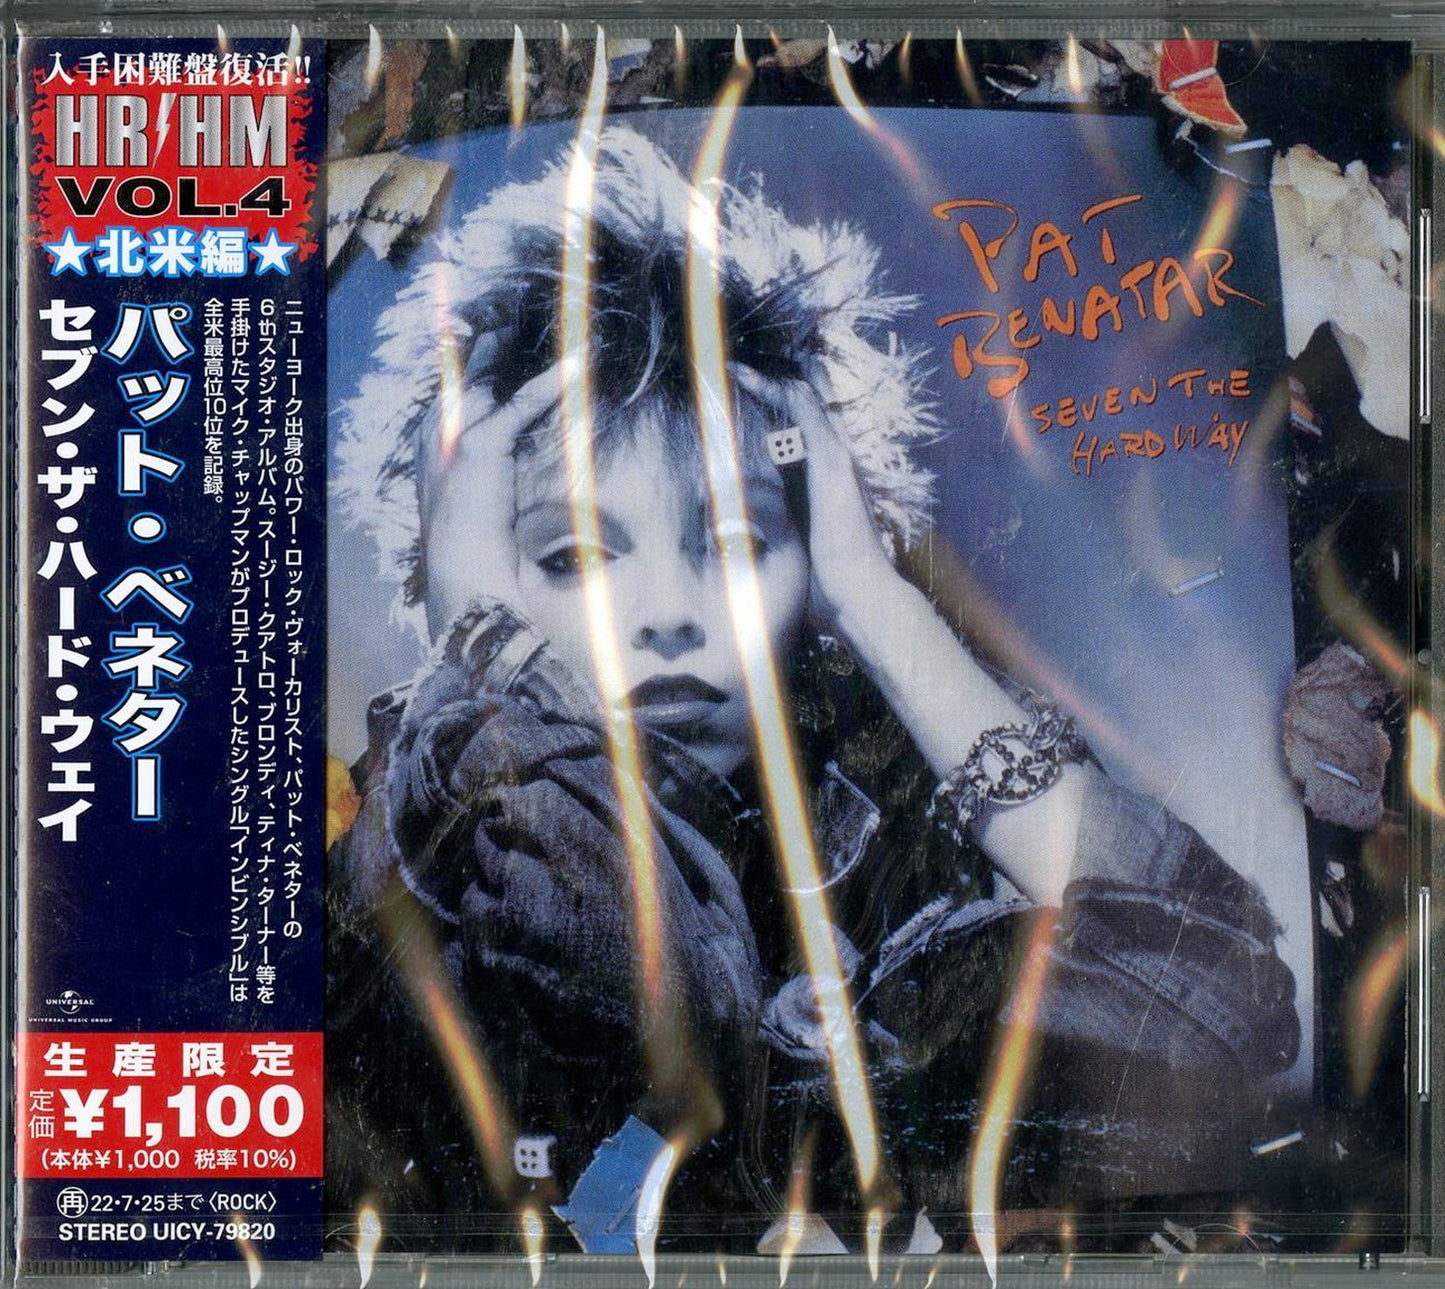 入手困難盤復活!!
HR/HM
VOL.4
★北米編★
パット・ベネター
セブン・ザ・ハード・ウェイ
ニューヨーク出身のパワー・ロック・ヴォーカリスト、パット・ベネターの
6thスタジオ・アルバム。スージー・クアトロ、ブロンディ、ティナ・ターナー等を
手掛けたマイク・チャップマンがプロデュースしたシングル「インビンシブル」は
全米最高位10位を記録。
UNIVERSAL
UNIVERSAL MUSIC GROUP
生産限定
定価 ¥1,100
(本体¥1,000 税率10%)
再 22・7・25まで〈ROCK〉
STEREO UICY-79820
PAT
BENATAR
SEVEN THE
HARD WAY